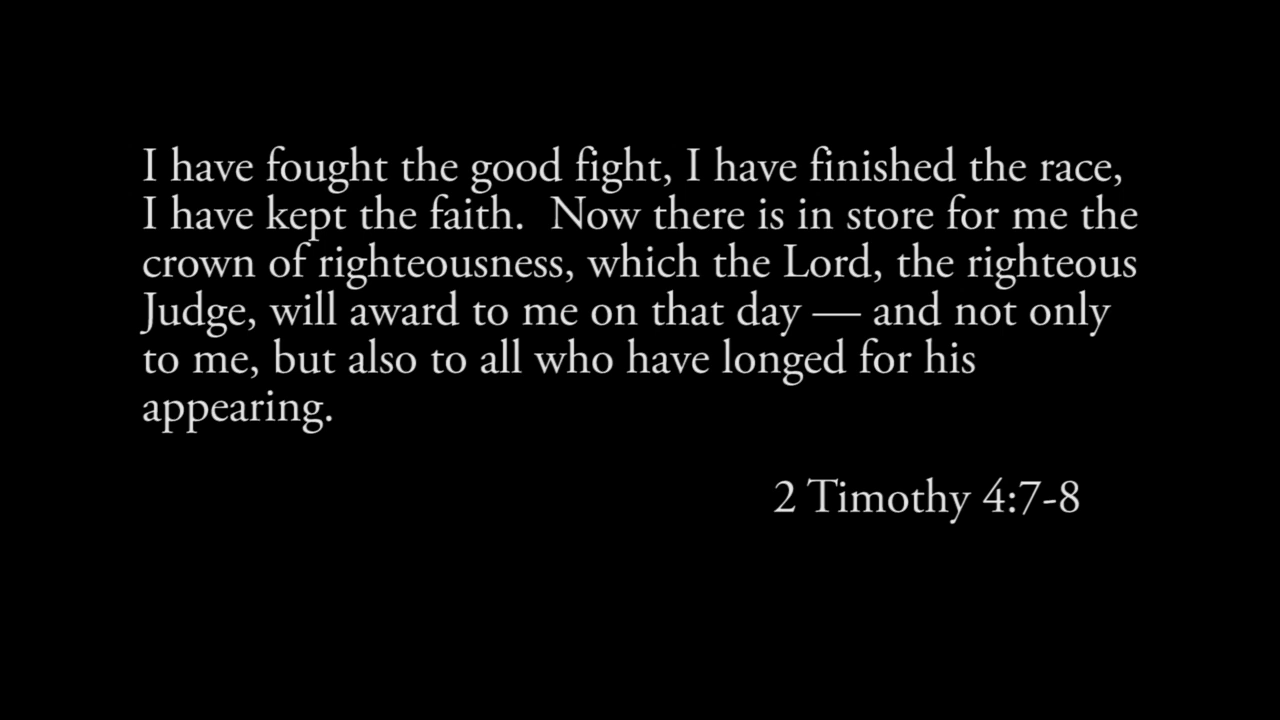 I have fought the good fight, I have finished the race,
I have kept the faith.  Now there is in store for me the
crown of righteousness, which the Lord, the righteous
Judge, will award to me on that day — and not only
to me, but also to all who have longed for his
appearing.
2 Timothy 4:7-8